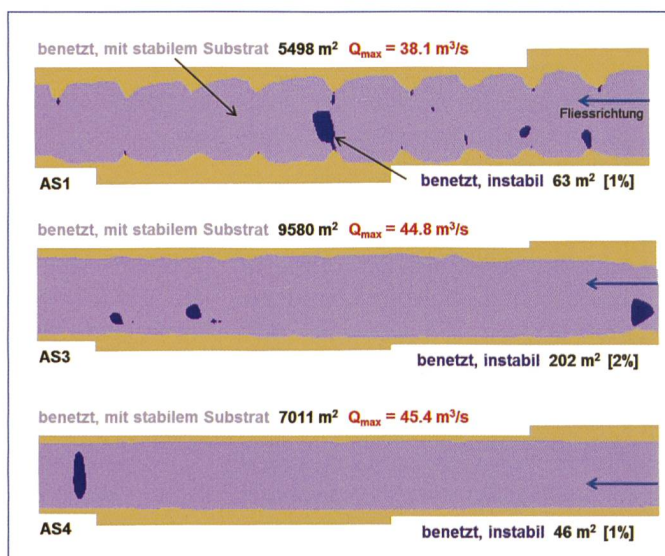 benetzt, mit stabilem Substrat 5498 m² Qmax = 38.1 m³/s
Fliessrichtung
AS1
benetzt, instabil 63 m² [1%]
benetzt, mit stabilem Substrat 9580 m² Qmax = 44.8 m³/s
AS3
benetzt, instabil 202 m² [2%]
benetzt, mit stabilem Substrat 7011 m² Qmax = 45.4 m³/s
AS4
benetzt, instabil 46 m² [1%]